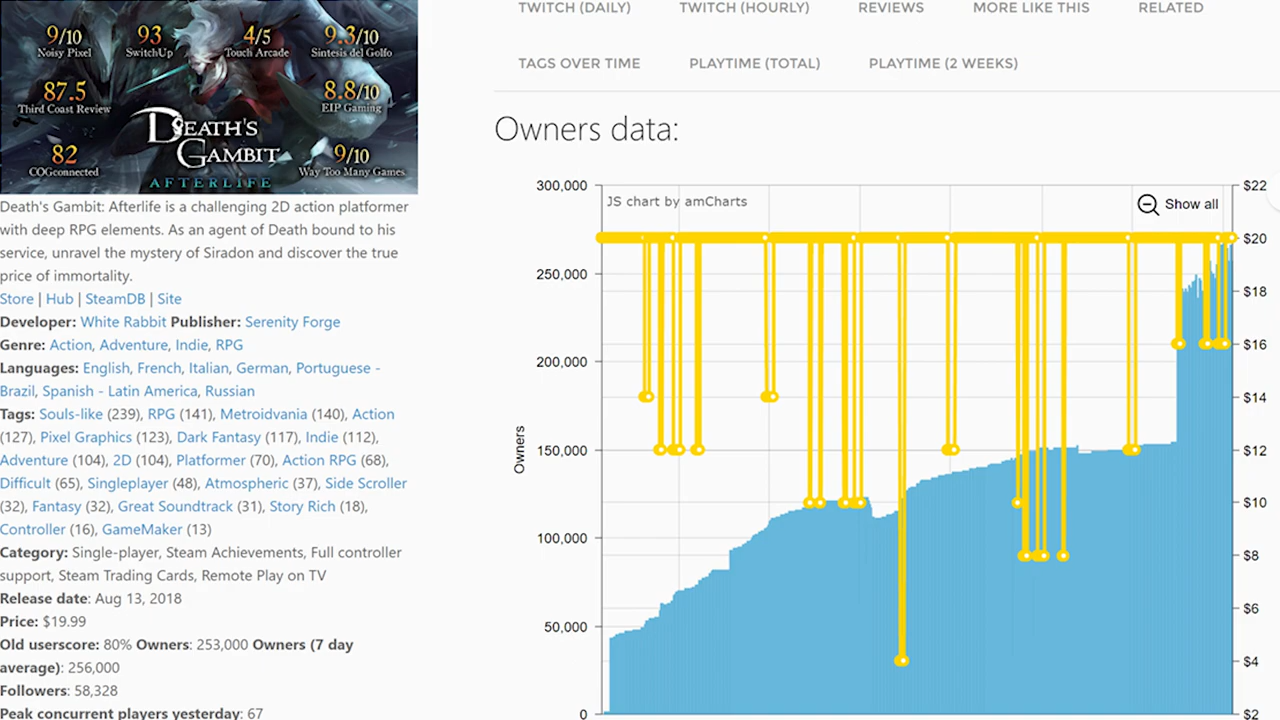 9/10
Noisy Pixel
93
SwitchUp
4/5
Touch Arcade
9.3/10
Sintesis del Golfo
87.5
Third Coast Review
8.8/10
EIP Gaming
82
COGconnected
9/10
Way Too Many Games
DEATH'S
GAMBIT
AFTERLIFE
Death's Gambit: Afterlife is a challenging 2D action platformer
with deep RPG elements. As an agent of Death bound to his
service, unravel the mystery of Siradon and discover the true
price of immortality.
Store | Hub | SteamDB | Site
Developer: White Rabbit Publisher: Serenity Forge
Genre: Action, Adventure, Indie, RPG
Languages: English, French, Italian, German, Portuguese -
Brazil, Spanish - Latin America, Russian
Tags: Souls-like (239), RPG (141), Metroidvania (140), Action
(127), Pixel Graphics (123), Dark Fantasy (117), Indie (112),
Adventure (104), 2D (104), Platformer (70), Action RPG (68),
Difficult (65), Singleplayer (48), Atmospheric (37), Side Scroller
(32), Fantasy (32), Great Soundtrack (31), Story Rich (18),
Controller (16), GameMaker (13)
Category: Single-player, Steam Achievements, Full controller
support, Steam Trading Cards, Remote Play on TV
Release date: Aug 13, 2018
Price: $19.99
Old userscore: 80% Owners: 253,000 Owners (7 day
average): 256,000
Followers: 58,328
Peak concurrent players yesterday: 67
TWITCH (DAILY) TWITCH (HOURLY) REVIEWS MORE LIKE THIS RELATED
TAGS OVER TIME PLAYTIME (TOTAL) PLAYTIME (2 WEEKS)
Owners data:
JS chart by amCharts
Show all
Owners
300,000
250,000
200,000
150,000
100,000
50,000
0
$22
$20
$18
$16
$14
$12
$10
$8
$6
$4
$2